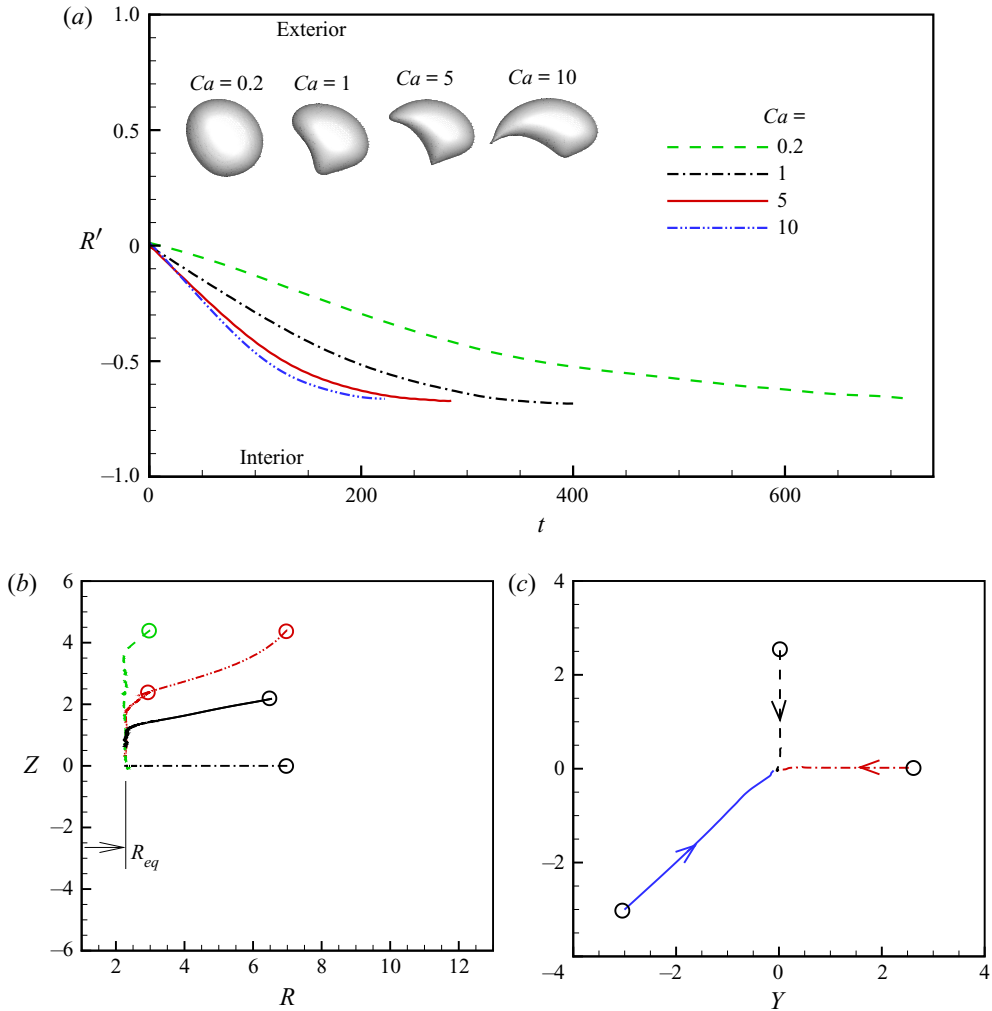 (a)
1.0
Exterior
Ca = 0.2
Ca = 1
Ca = 5
Ca = 10
Ca =
0.2
1
5
10
0.5
R′
0
−0.5
−1.0
Interior
0
200
400
600
t
(b)
6
4
2
Z
0
−2
−4
−6
R_eq
2
4
6
8
10
12
R
(c)
4
2
0
−2
−4
−4
−2
0
2
4
Y